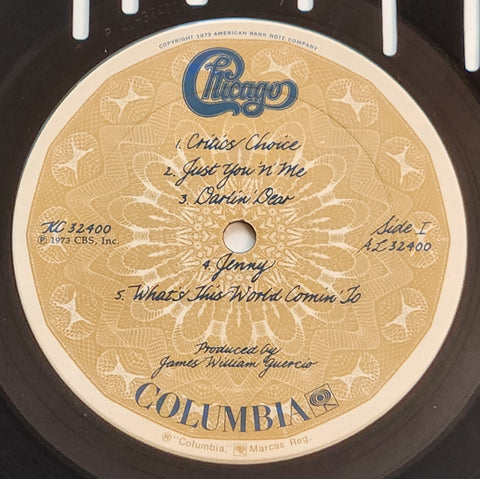 COPYRIGHT 1973 AMERICAN BANK NOTE COMPANY
Chicago
1. Critics' Choice
2. Just You 'n' Me
3. Darlin' Dear
KC 32400
℗ 1973 CBS, Inc.
Side 1
AL 32400
4. Jenny
5. What's This World Comin' To
Produced by
James William Guercio
COLUMBIA
® "Columbia," Marcas Reg.